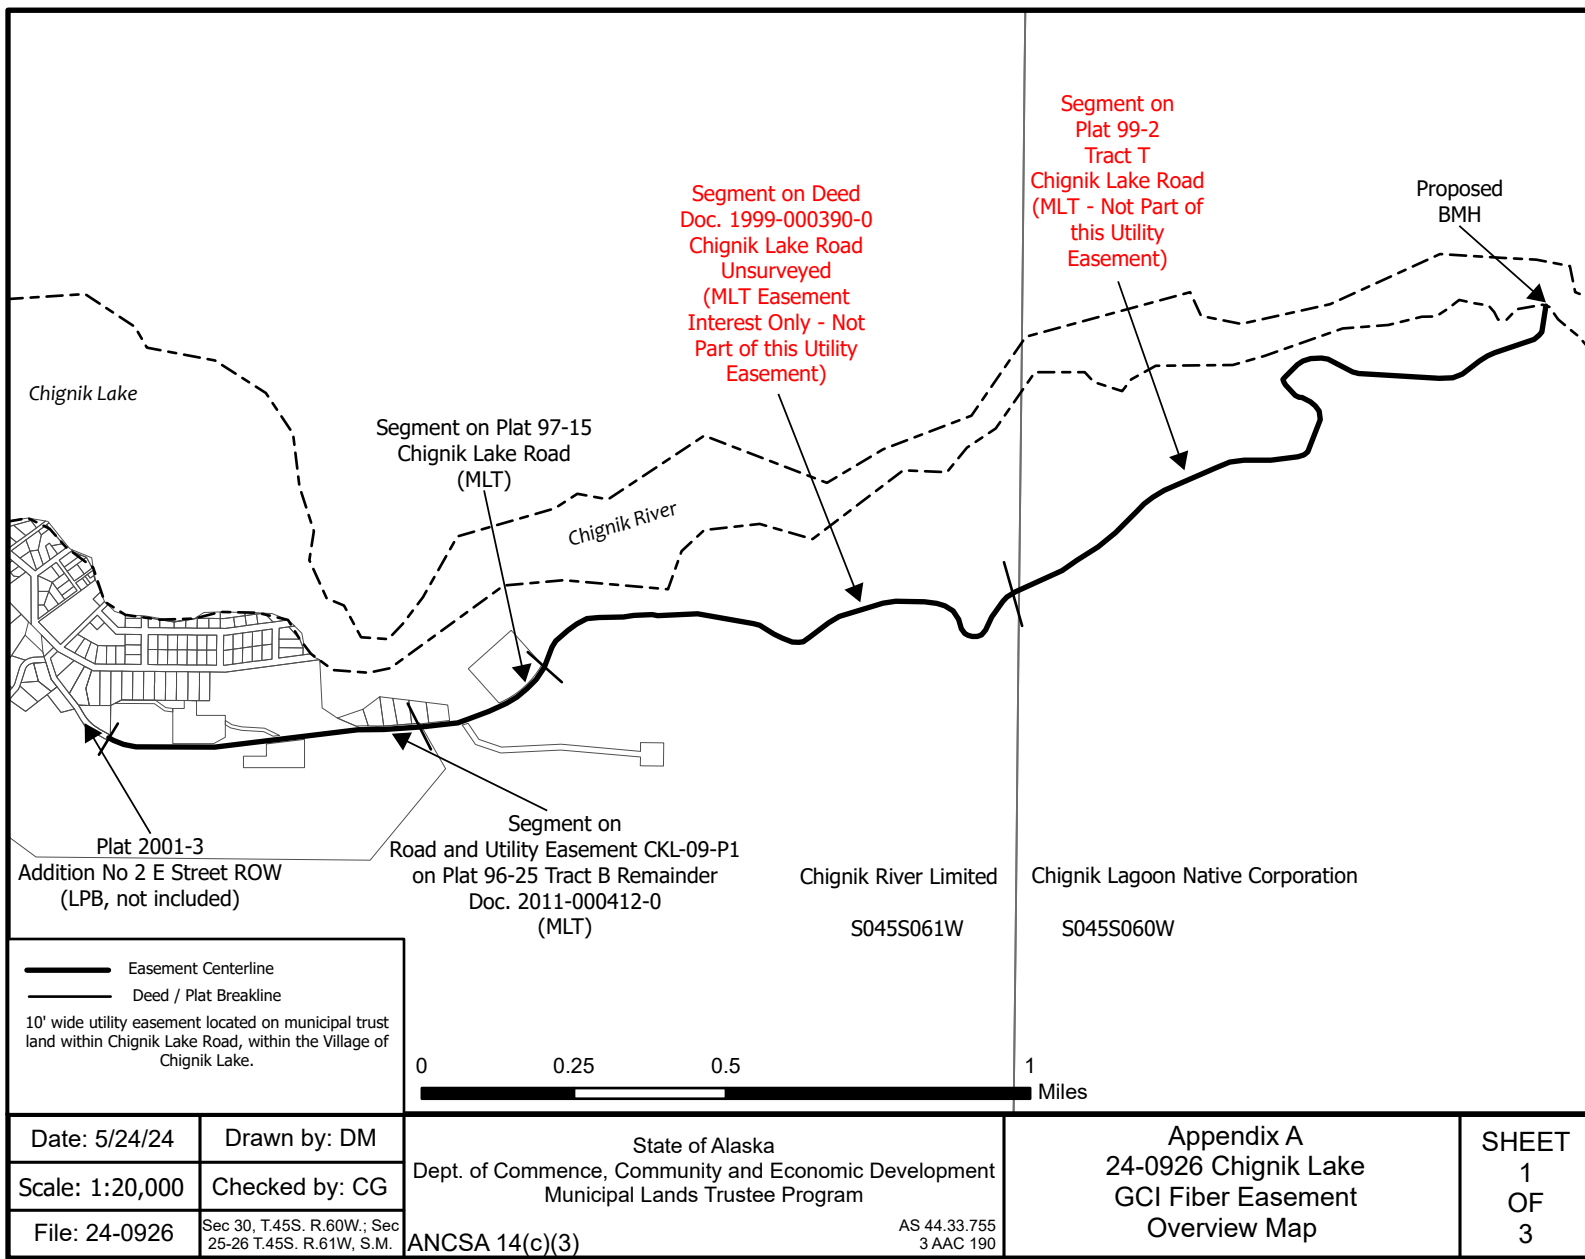 Segment on
Plat 99-2
Tract T
Chignik Lake Road
(MLT - Not Part of
this Utility
Easement)
Proposed
BMH
Segment on Deed
Doc. 1999-000390-0
Chignik Lake Road
Unsurveyed
(MLT Easement
Interest Only - Not
Part of this Utility
Easement)
Chignik Lake
Segment on Plat 97-15
Chignik Lake Road
(MLT)
Chignik River
Plat 2001-3
Addition No 2 E Street ROW
(LPB, not included)
Segment on
Road and Utility Easement CKL-09-P1
on Plat 96-25 Tract B Remainder
Doc. 2011-000412-0
(MLT)
Chignik River Limited
Chignik Lagoon Native Corporation
S045S061W
S045S060W
Easement Centerline
Deed / Plat Breakline
10' wide utility easement located on municipal trust
land within Chignik Lake Road, within the Village of
Chignik Lake.
0 0.25 0.5 1
Miles
Date: 5/24/24
Drawn by: DM
Scale: 1:20,000
Checked by: CG
File: 24-0926
Sec 30, T.45S. R.60W.; Sec
25-26 T.45S. R.61W, S.M.
State of Alaska
Dept. of Commence, Community and Economic Development
Municipal Lands Trustee Program
ANCSA 14(c)(3)
AS 44.33.755
3 AAC 190
Appendix A
24-0926 Chignik Lake
GCI Fiber Easement
Overview Map
SHEET
1
OF
3